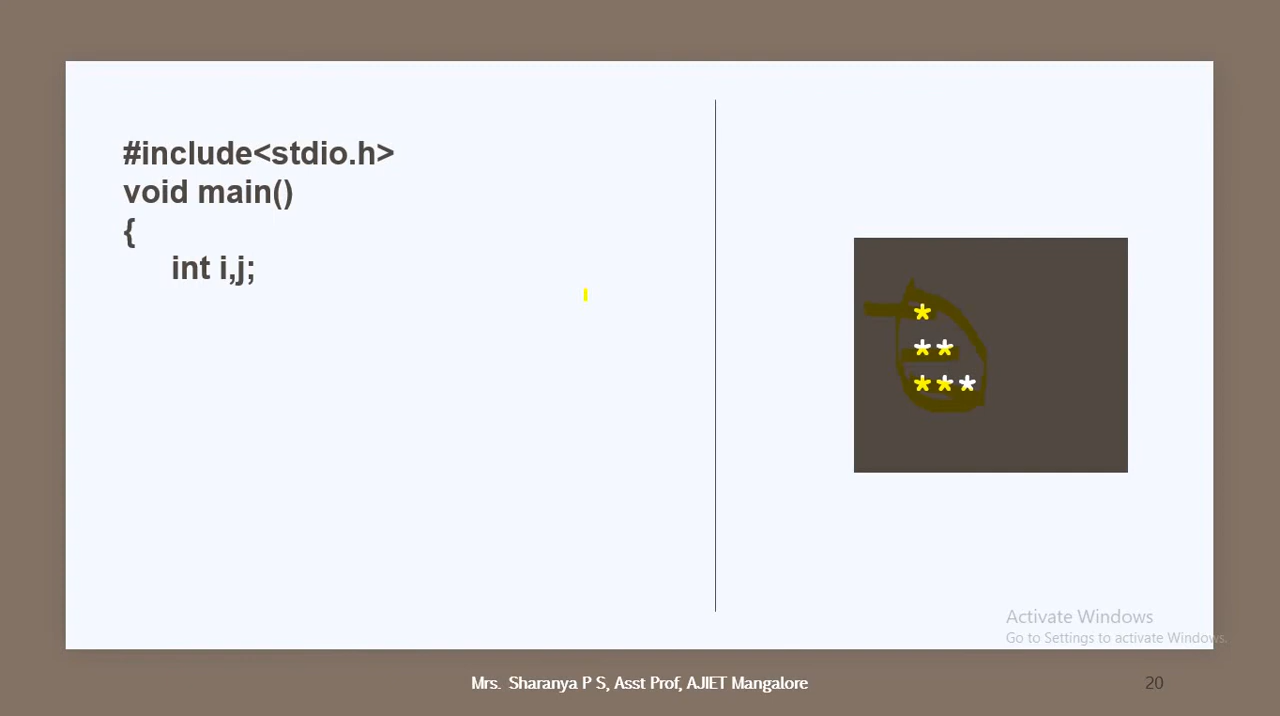 #include<stdio.h>
void main()
{
int i,j;
*
**
***
Activate Windows
Go to Settings to activate Windows.
Mrs. Sharanya P S, Asst Prof, AJIET Mangalore
20